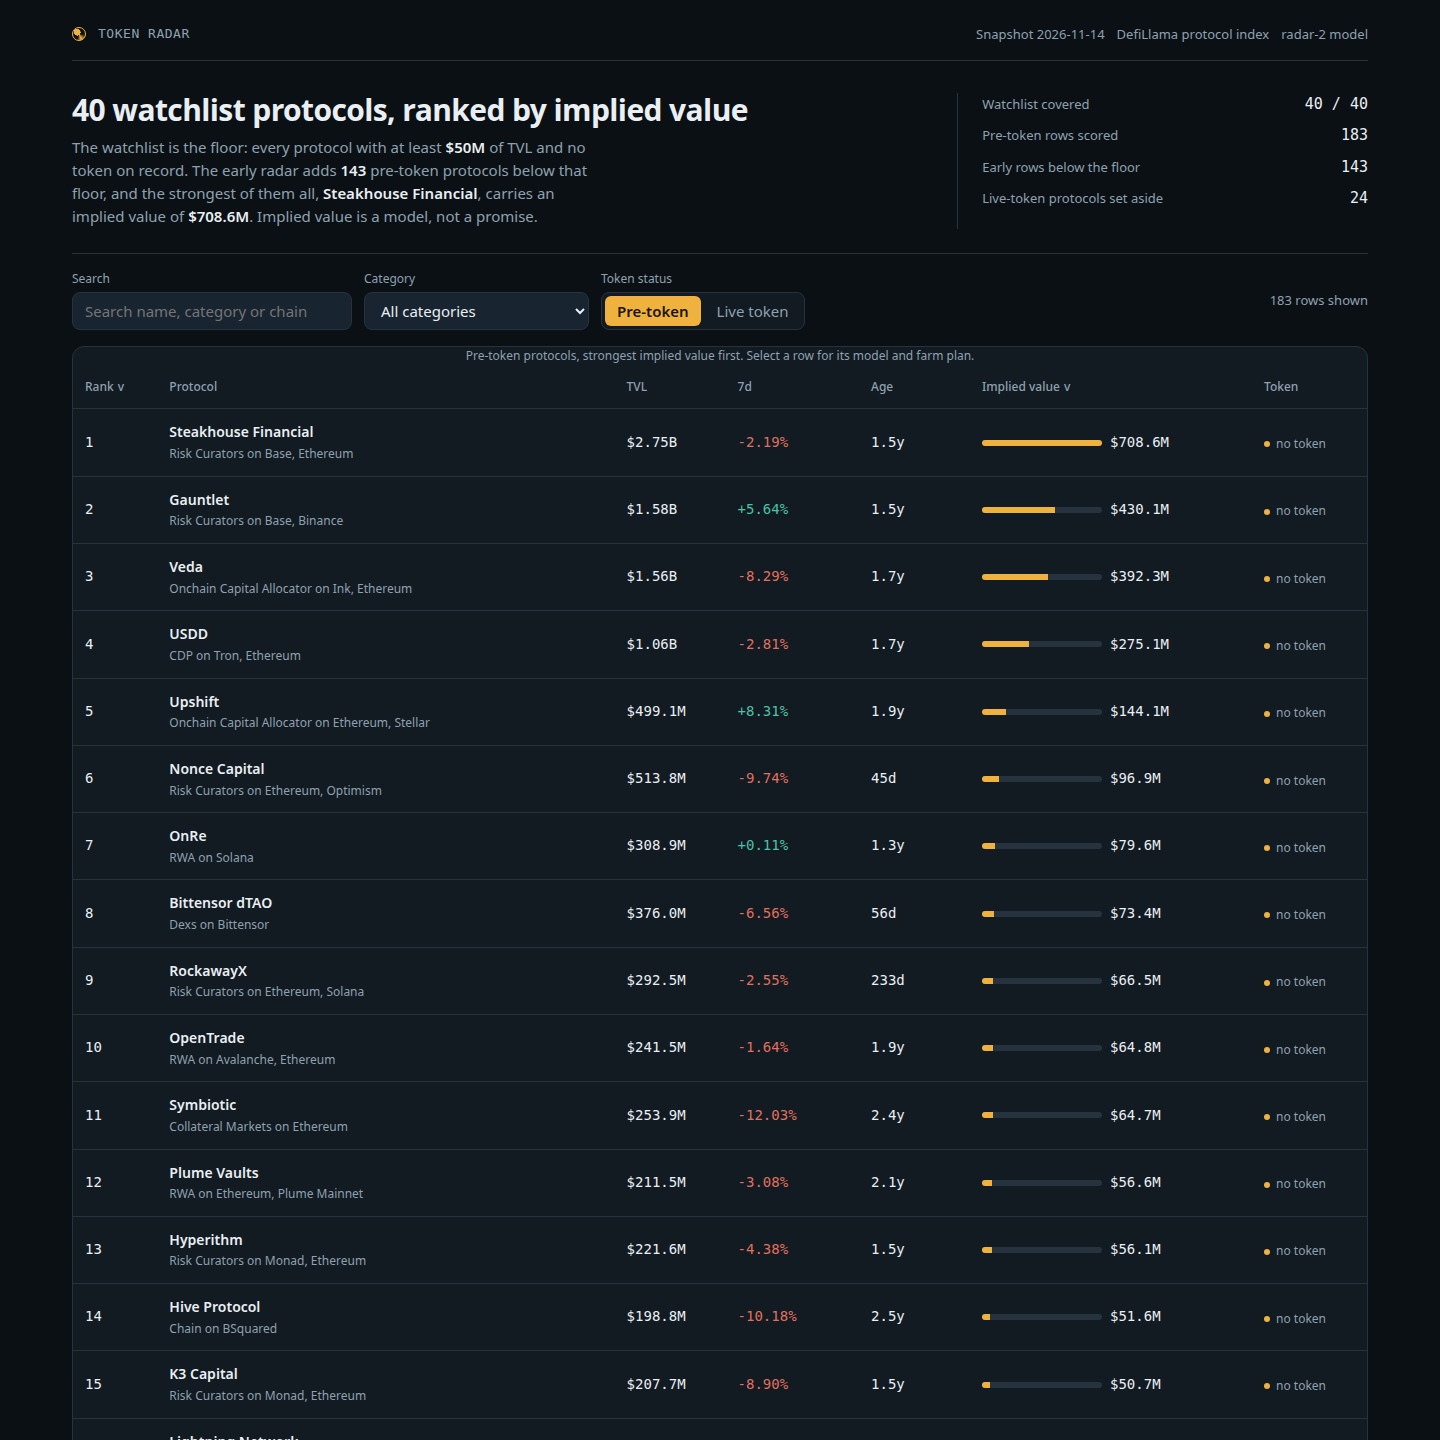 TOKEN RADAR
Snapshot 2026-11-14 DefiLlama protocol index radar-2 model
40 watchlist protocols, ranked by implied value
The watchlist is the floor: every protocol with at least $50M of TVL and no
token on record. The early radar adds 143 pre-token protocols below that
floor, and the strongest of them all, Steakhouse Financial, carries an
implied value of $708.6M. Implied value is a model, not a promise.
Watchlist covered 40 / 40
Pre-token rows scored 183
Early rows below the floor 143
Live-token protocols set aside 24
Search Category Token status
Search name, category or chain All categories Pre-token Live token
183 rows shown
Pre-token protocols, strongest implied value first. Select a row for its model and farm plan.
Rank v Protocol TVL 7d Age Implied value v Token
1 Steakhouse Financial $2.75B -2.19% 1.5y $708.6M no token
Risk Curators on Base, Ethereum
2 Gauntlet $1.58B +5.64% 1.5y $430.1M no token
Risk Curators on Base, Binance
3 Veda $1.56B -8.29% 1.7y $392.3M no token
Onchain Capital Allocator on Ink, Ethereum
4 USDD $1.06B -2.81% 1.7y $275.1M no token
CDP on Tron, Ethereum
5 Upshift $499.1M +8.31% 1.9y $144.1M no token
Onchain Capital Allocator on Ethereum, Stellar
6 Nonce Capital $513.8M -9.74% 45d $96.9M no token
Risk Curators on Ethereum, Optimism
7 OnRe $308.9M +0.11% 1.3y $79.6M no token
RWA on Solana
8 Bittensor dTAO $376.0M -6.56% 56d $73.4M no token
Dexs on Bittensor
9 RockawayX $292.5M -2.55% 233d $66.5M no token
Risk Curators on Ethereum, Solana
10 OpenTrade $241.5M -1.64% 1.9y $64.8M no token
RWA on Avalanche, Ethereum
11 Symbiotic $253.9M -12.03% 2.4y $64.7M no token
Collateral Markets on Ethereum
12 Plume Vaults $211.5M -3.08% 2.1y $56.6M no token
RWA on Ethereum, Plume Mainnet
13 Hyperithm $221.6M -4.38% 1.5y $56.1M no token
Risk Curators on Monad, Ethereum
14 Hive Protocol $198.8M -10.18% 2.5y $51.6M no token
Chain on BSquared
15 K3 Capital $207.7M -8.90% 1.5y $50.7M no token
Risk Curators on Monad, Ethereum